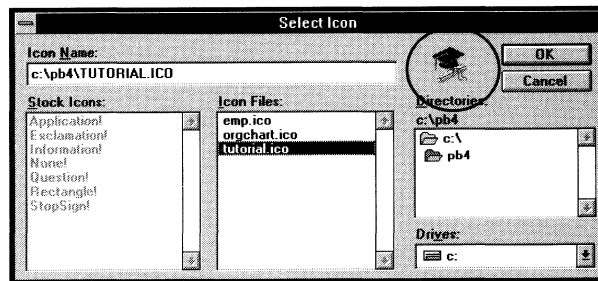 Select Icon
Icon Name:
c:\pb4\TUTORIAL.ICO
OK
Cancel
Stock Icons:
Application!
Exclamation!
Information!
None!
Question!
Rectangle!
StopSign!
Icon Files:
emp.ico
orgchart.ico
tutorial.ico
Directories:
c:\pb4
c:\
pb4
Drives:
c: